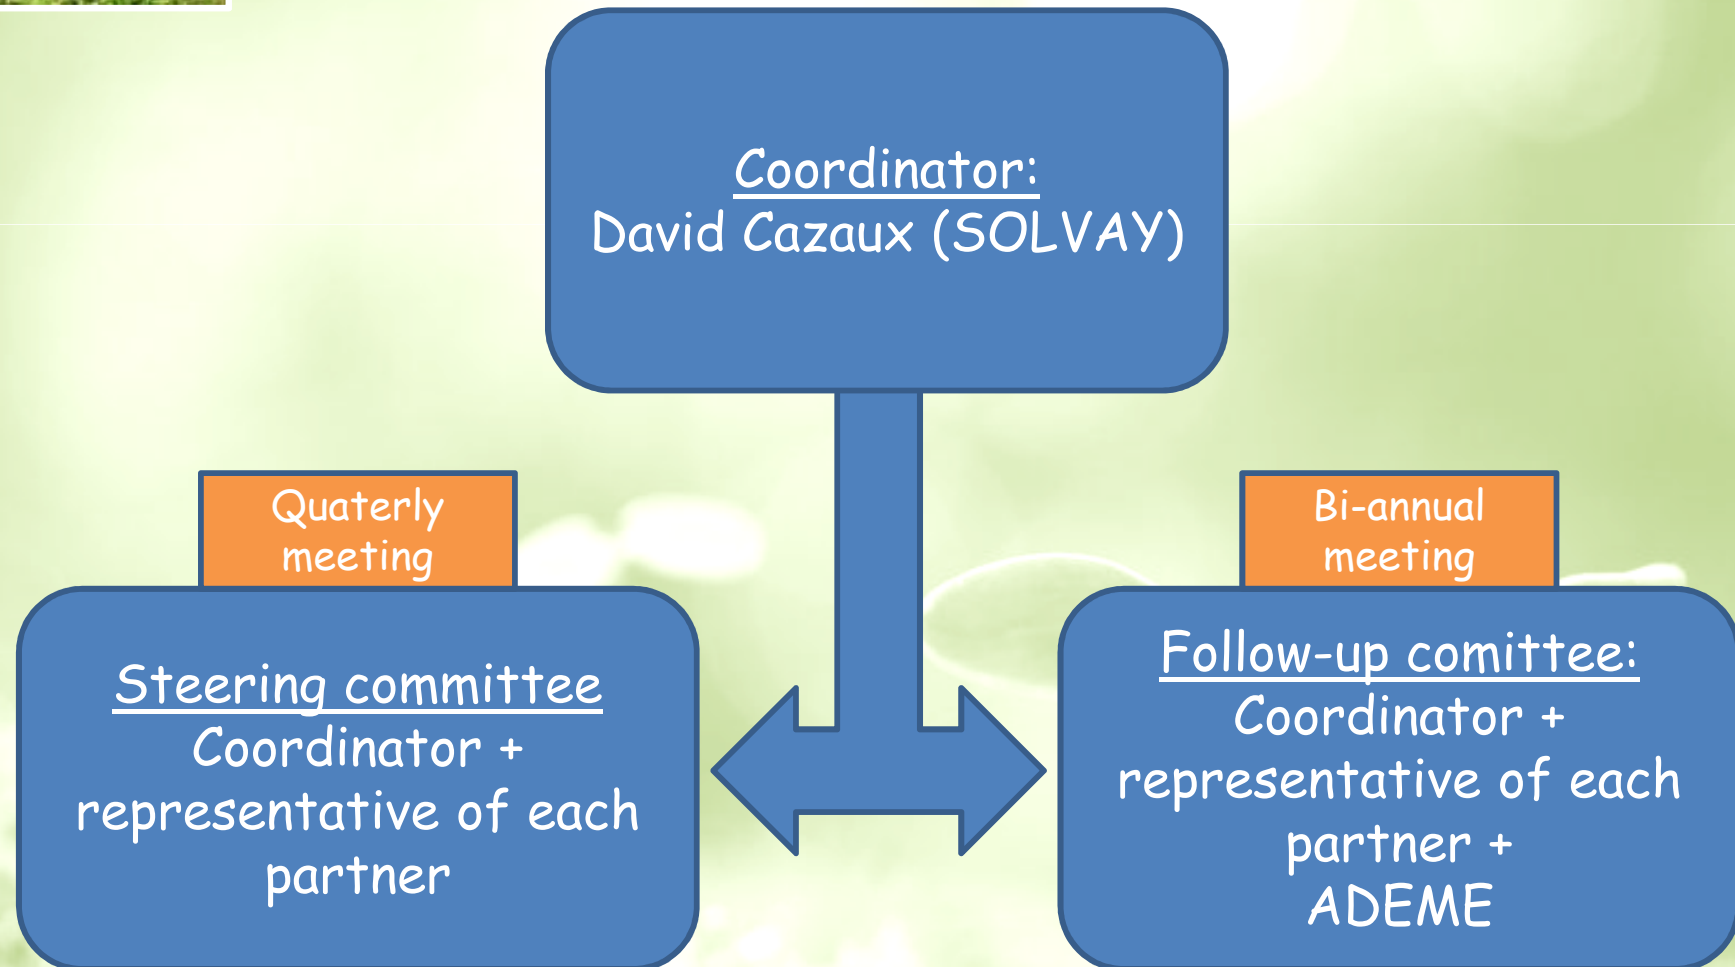 Coordinator:
David Cazaux (SOLVAY)
Quaterly
meeting
Steering committee
Coordinator +
representative of each
partner
Bi-annual
meeting
Follow-up comittee:
Coordinator +
representative of each
partner +
ADEME